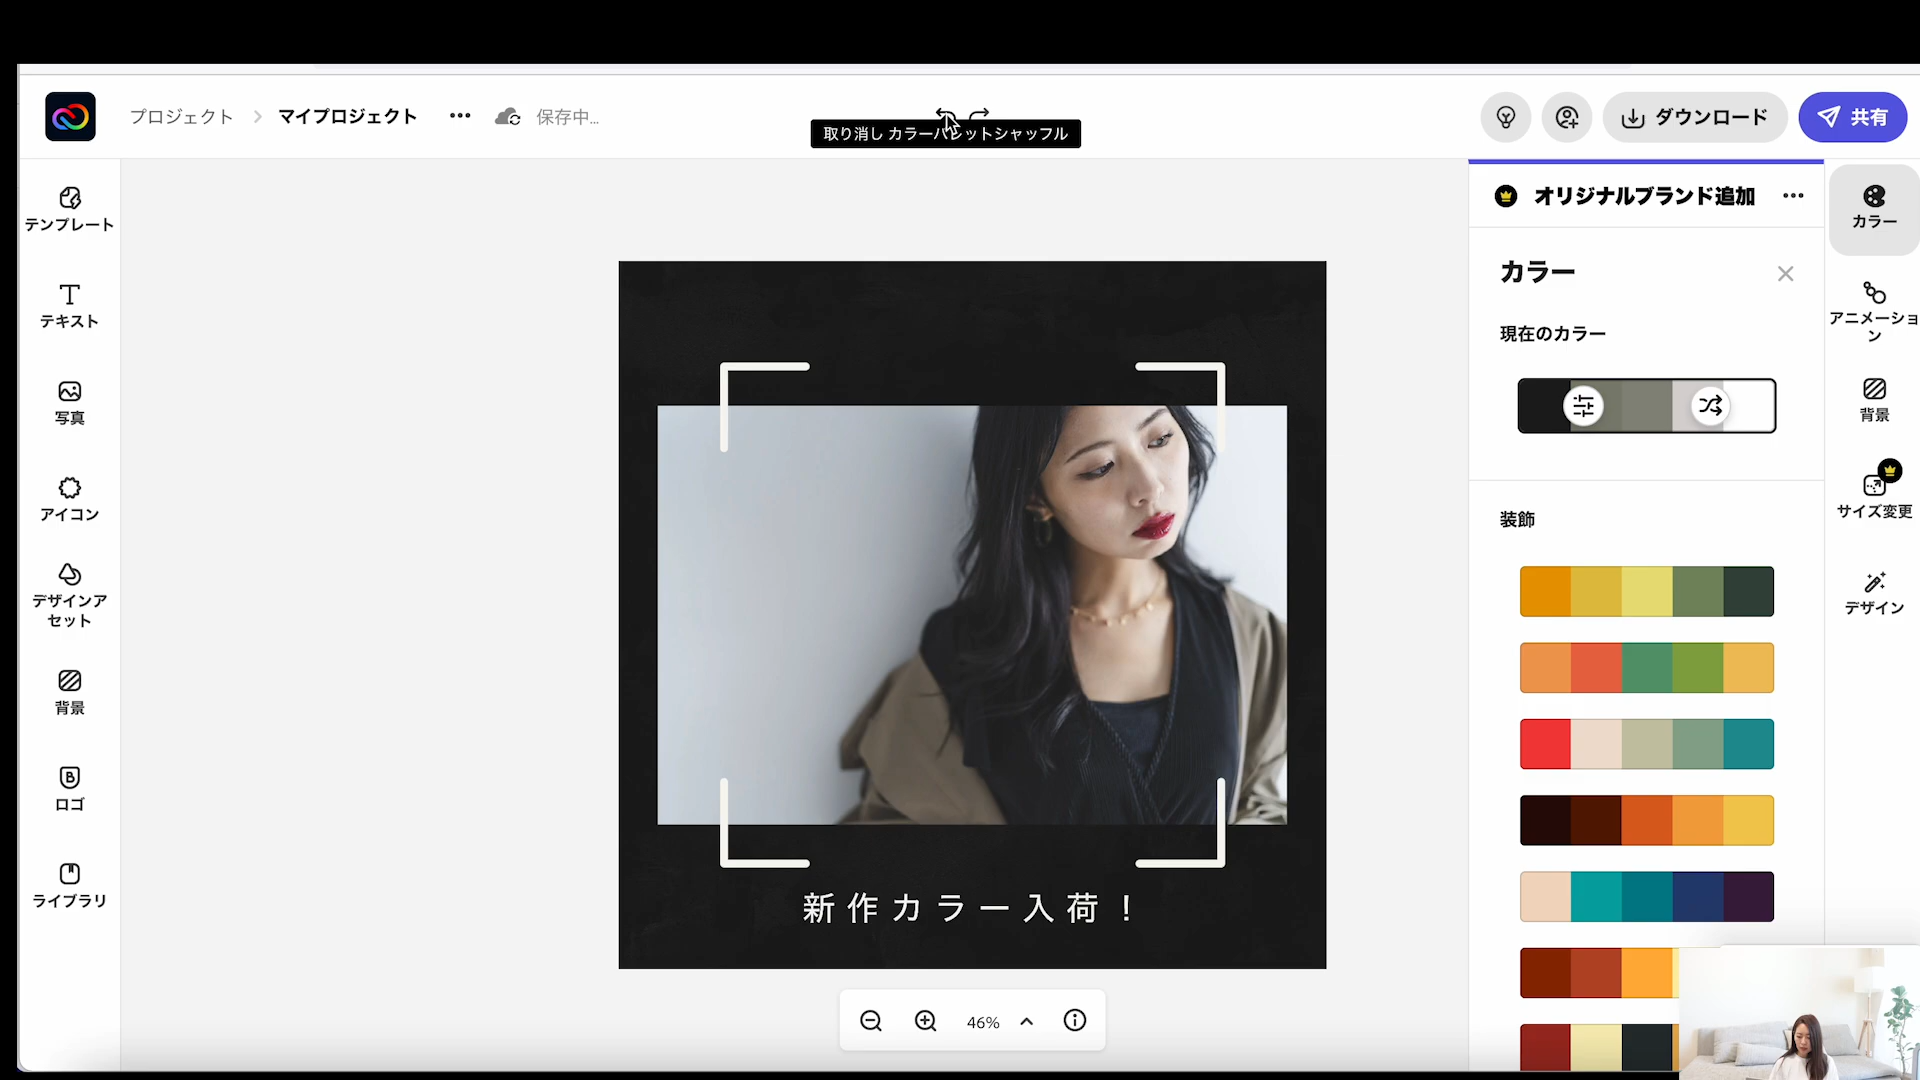 プロジェクト
マイプロジェクト
保存中...
取り消し カラーパレットシャッフル
ダウンロード
共有
テンプレート
テキスト
写真
アイコン
デザインア
セット
背景
ロゴ
ライブラリ
新作カラー入荷！
46%
オリジナルブランド追加
カラー
現在のカラー
装飾
カラー
アニメーショ
ン
背景
サイズ変更
デザイン